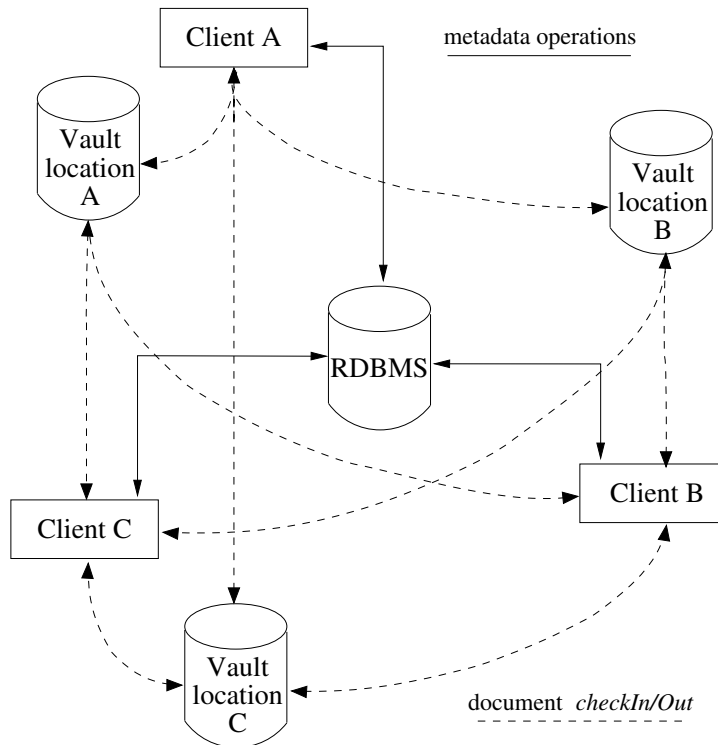 Client A
metadata operations
Vault
location
A
Vault
location
B
RDBMS
Client C
Client B
Vault
location
C
document checkIn/Out